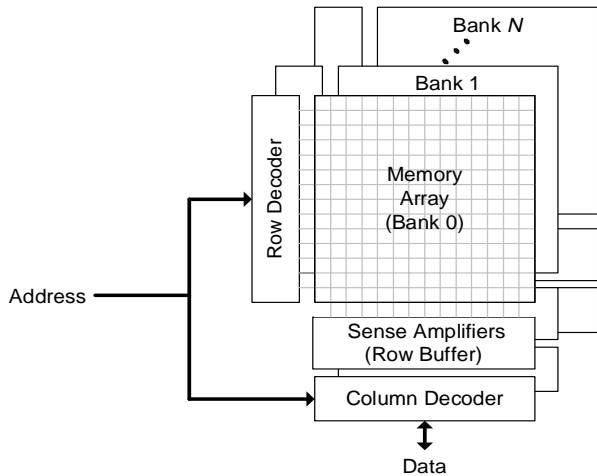 Bank N
Bank 1
Row Decoder
Memory
Array
(Bank 0)
Address
Sense Amplifiers
(Row Buffer)
Column Decoder
Data